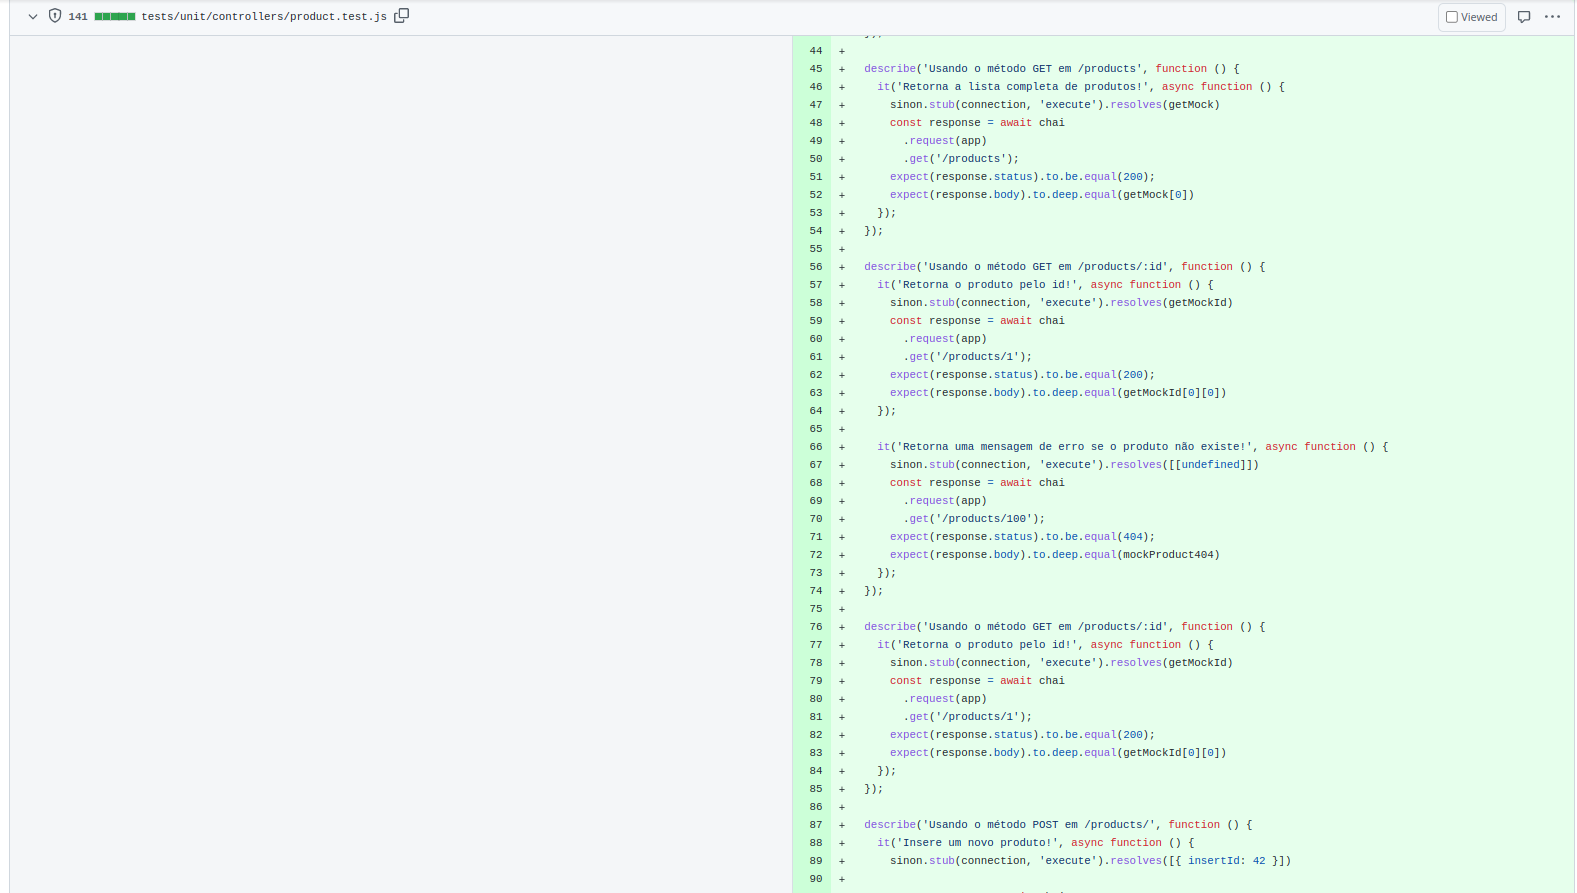 141 tests/unit/controllers/product.test.js Viewed
44 +
45 + describe('Usando o método GET em /products', function () {
46 + it('Retorna a lista completa de produtos!', async function () {
47 + sinon.stub(connection, 'execute').resolves(getMock)
48 + const response = await chai
49 + .request(app)
50 + .get('/products');
51 + expect(response.status).to.be.equal(200);
52 + expect(response.body).to.deep.equal(getMock[0])
53 + });
54 + });
55 +
56 + describe('Usando o método GET em /products/:id', function () {
57 + it('Retorna o produto pelo id!', async function () {
58 + sinon.stub(connection, 'execute').resolves(getMockId)
59 + const response = await chai
60 + .request(app)
61 + .get('/products/1');
62 + expect(response.status).to.be.equal(200);
63 + expect(response.body).to.deep.equal(getMockId[0][0])
64 + });
65 +
66 + it('Retorna uma mensagem de erro se o produto não existe!', async function () {
67 + sinon.stub(connection, 'execute').resolves([[undefined]])
68 + const response = await chai
69 + .request(app)
70 + .get('/products/100');
71 + expect(response.status).to.be.equal(404);
72 + expect(response.body).to.deep.equal(mockProduct404)
73 + });
74 + });
75 +
76 + describe('Usando o método GET em /products/:id', function () {
77 + it('Retorna o produto pelo id!', async function () {
78 + sinon.stub(connection, 'execute').resolves(getMockId)
79 + const response = await chai
80 + .request(app)
81 + .get('/products/1');
82 + expect(response.status).to.be.equal(200);
83 + expect(response.body).to.deep.equal(getMockId[0][0])
84 + });
85 + });
86 +
87 + describe('Usando o método POST em /products/', function () {
88 + it('Insere um novo produto!', async function () {
89 + sinon.stub(connection, 'execute').resolves([{ insertId: 42 }])
90 +